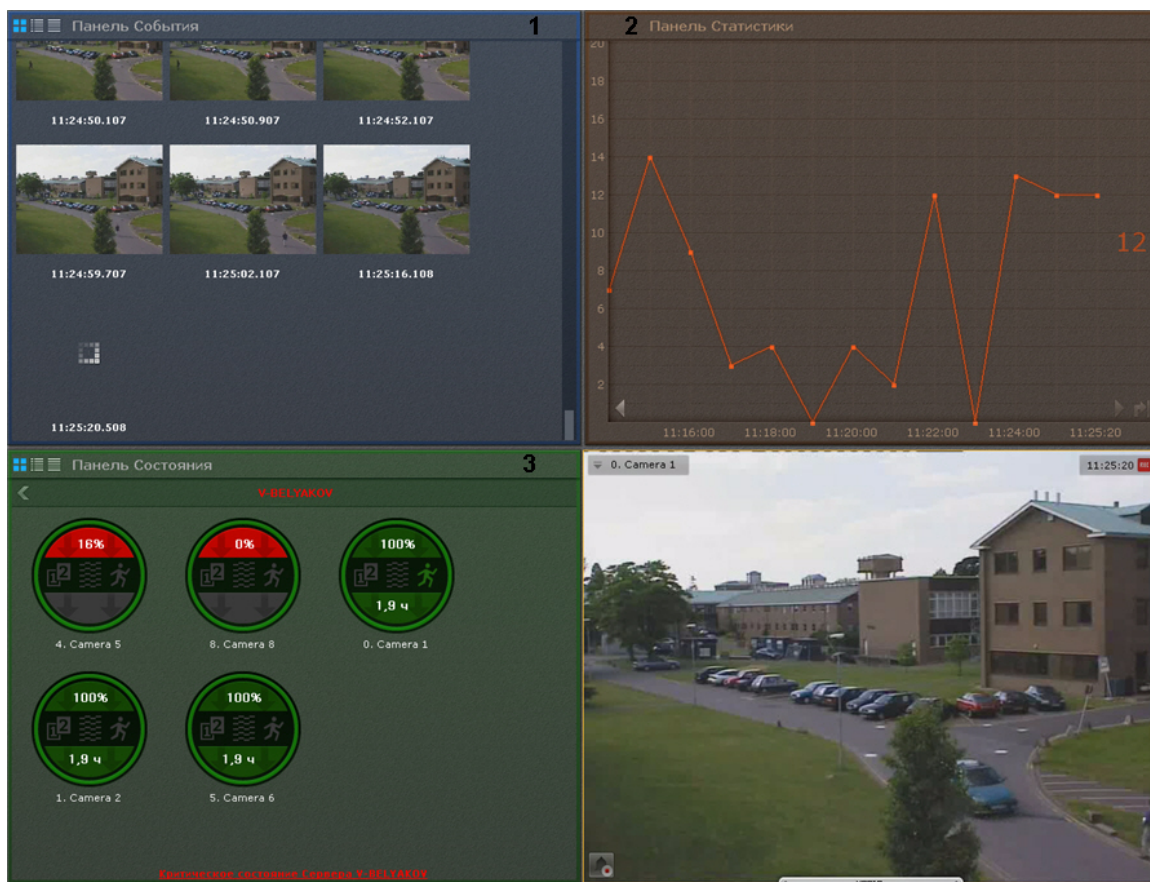 Панель События
1
11:24:50.107
11:24:50.907
11:24:52.107
11:24:59.707
11:25:02.107
11:25:16.108
11:25:20.508
2
Панель Статистики
20
18
16
14
12
10
8
6
4
2
12
11:16:00
11:18:00
11:20:00
11:22:00
11:24:00
11:25:20
Панель Состояния
3
V-BELYAKOV
16%
12
4. Camera 5
0%
12
8. Camera 8
100%
12
1,9 ч
0. Camera 1
100%
12
1,9 ч
1. Camera 2
100%
12
1,9 ч
5. Camera 6
Критическое состояние Сервера V-BELYAKOV
0. Camera 1
11:25:20